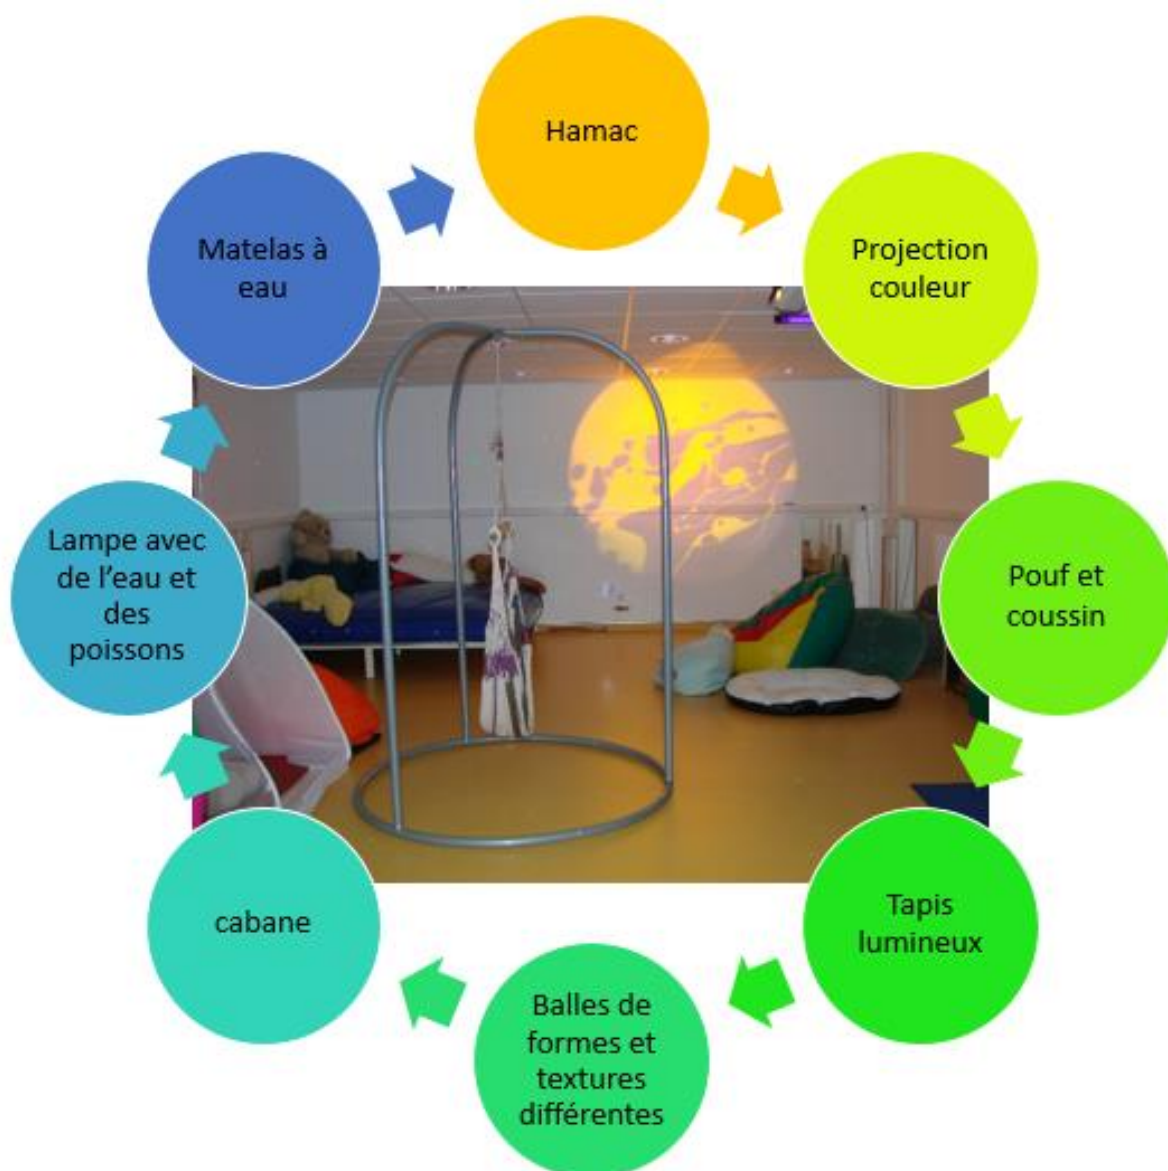 Hamac
Projection
couleur
Pouf et
coussin
Tapis
lumineux
Balles de
formes et
textures
différentes
cabane
Lampe avec
de l’eau et
des
poissons
Matelas à
eau